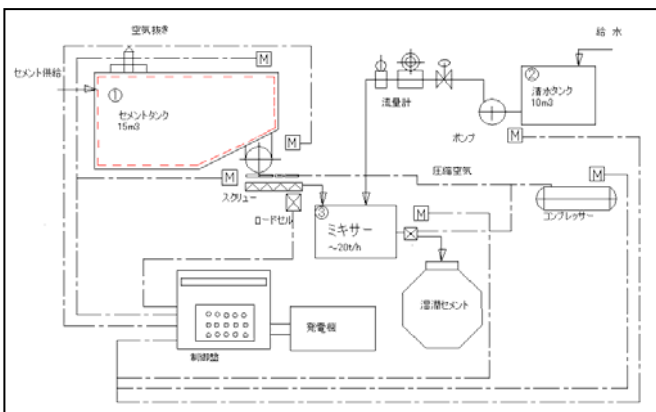 空気抜き
給 水
M
セメント供給
①
セメントタンク
15m3
流量計
②
清水タンク
10m3
ポンプ
M
M
M
スクリュー
圧縮空気
M
ロードセル
③
ミキサー
～20t/h
M
コンプレッサー
湿潤セメント
発電機
制御盤